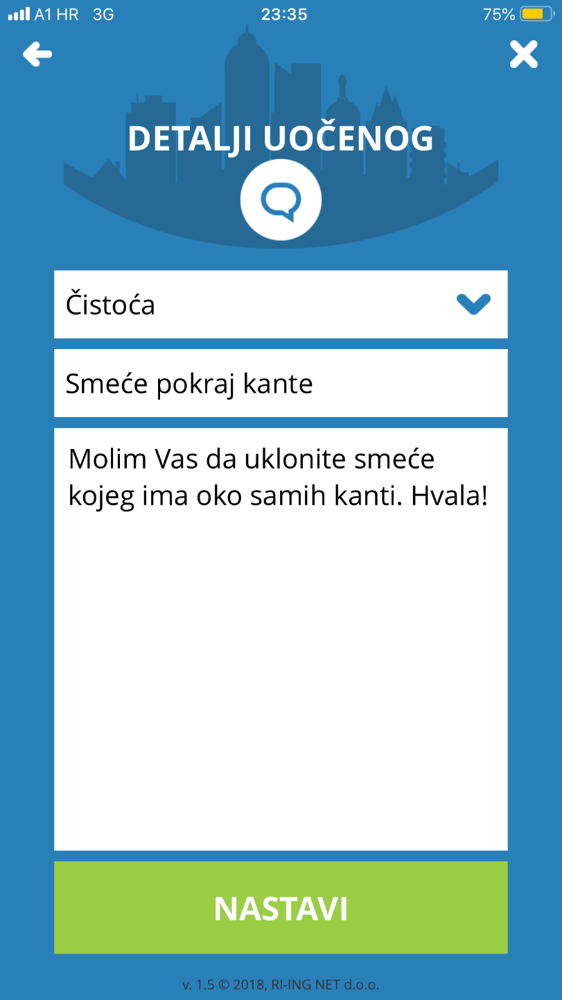 A1 HR 3G 23:35 75%
DETALJI UOČENOG
Čistoća
Smeće pokraj kante
Molim Vas da uklonite smeće
kojeg ima oko samih kanti. Hvala!
NASTAVI
v. 1.5 © 2018, RI-ING NET d.o.o.